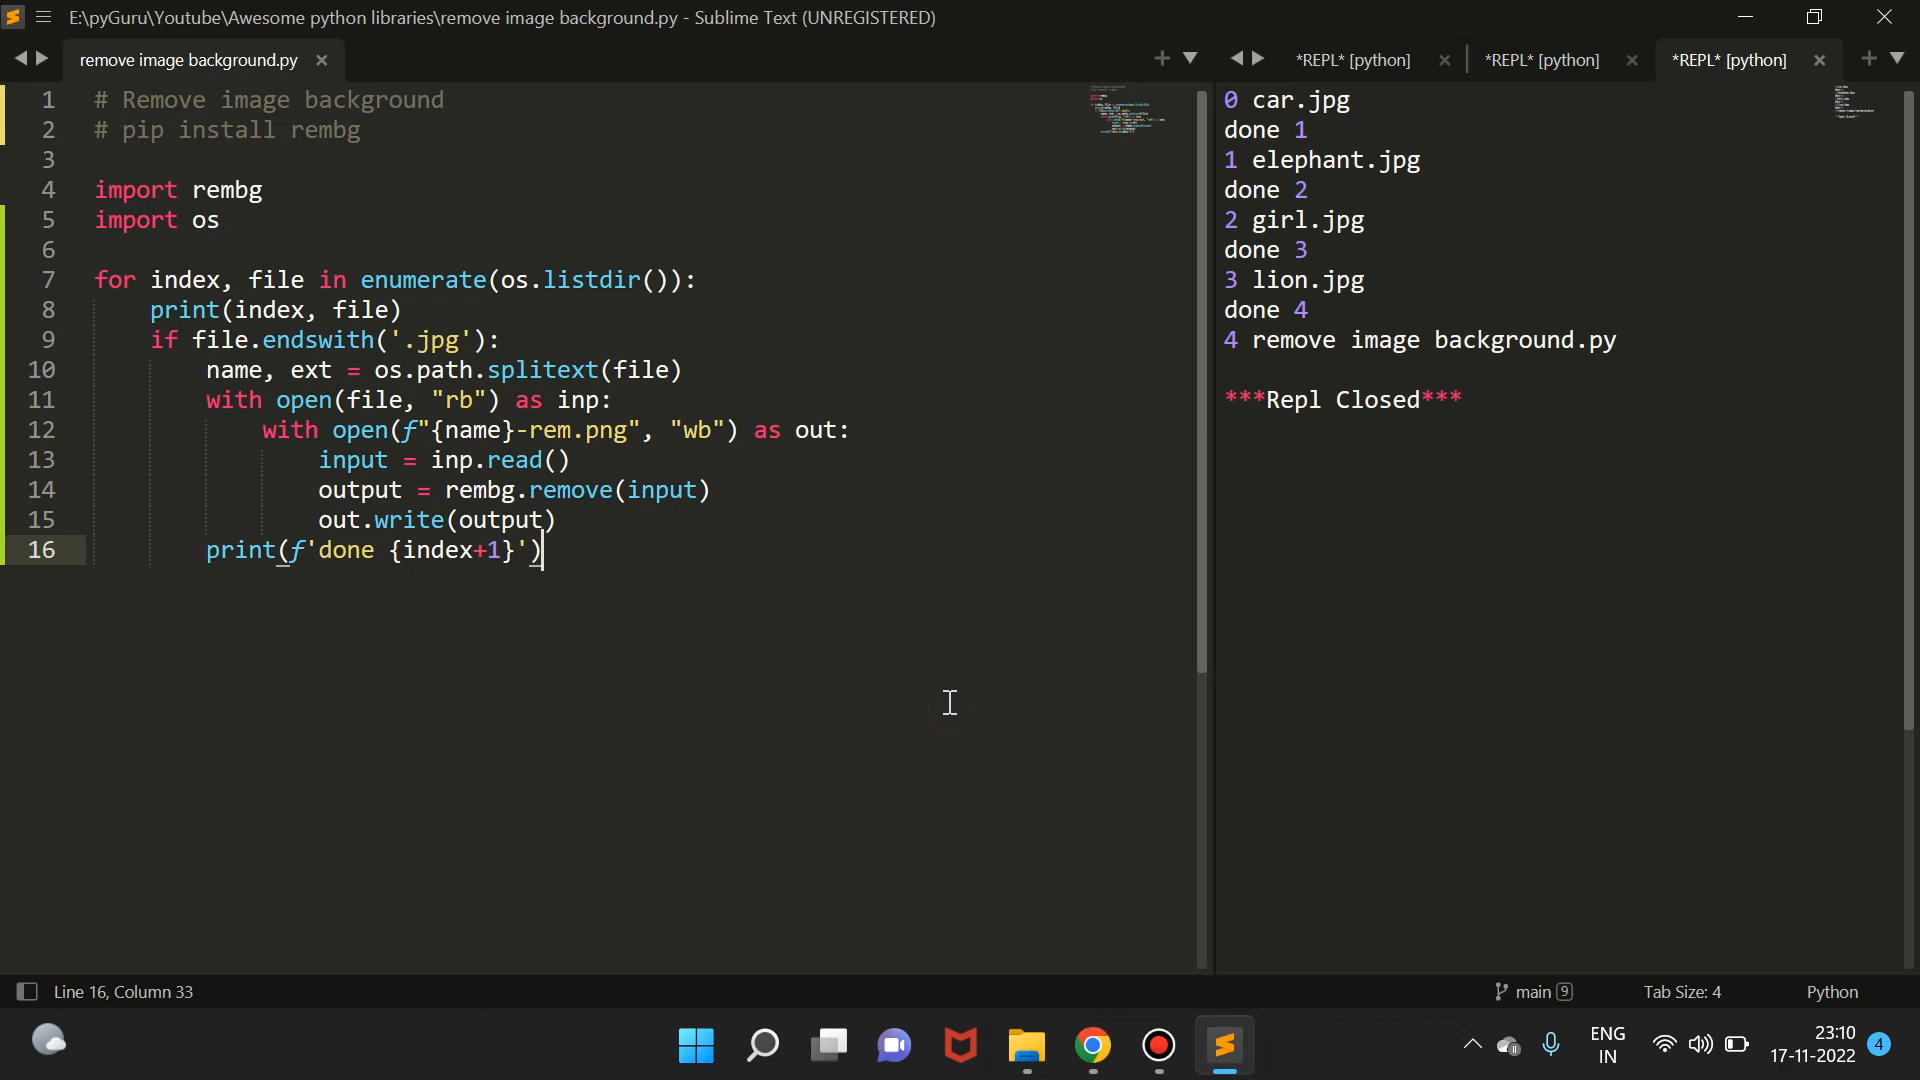 E:\pyGuru\Youtube\Awesome python libraries\remove image background.py - Sublime Text (UNREGISTERED)
remove image background.py
*REPL* [python]
*REPL* [python]
*REPL* [python]
1 # Remove image background
2 # pip install rembg
3
4 import rembg
5 import os
6
7 for index, file in enumerate(os.listdir()):
8     print(index, file)
9     if file.endswith('.jpg'):
10         name, ext = os.path.splitext(file)
11         with open(file, "rb") as inp:
12             with open(f"{name}-rem.png", "wb") as out:
13                 input = inp.read()
14                 output = rembg.remove(input)
15                 out.write(output)
16         print(f'done {index+1}')
0 car.jpg
done 1
1 elephant.jpg
done 2
2 girl.jpg
done 3
3 lion.jpg
done 4
4 remove image background.py
***Repl Closed***
Line 16, Column 33
main 9
Tab Size: 4
Python
ENG
IN
23:10
17-11-2022
4